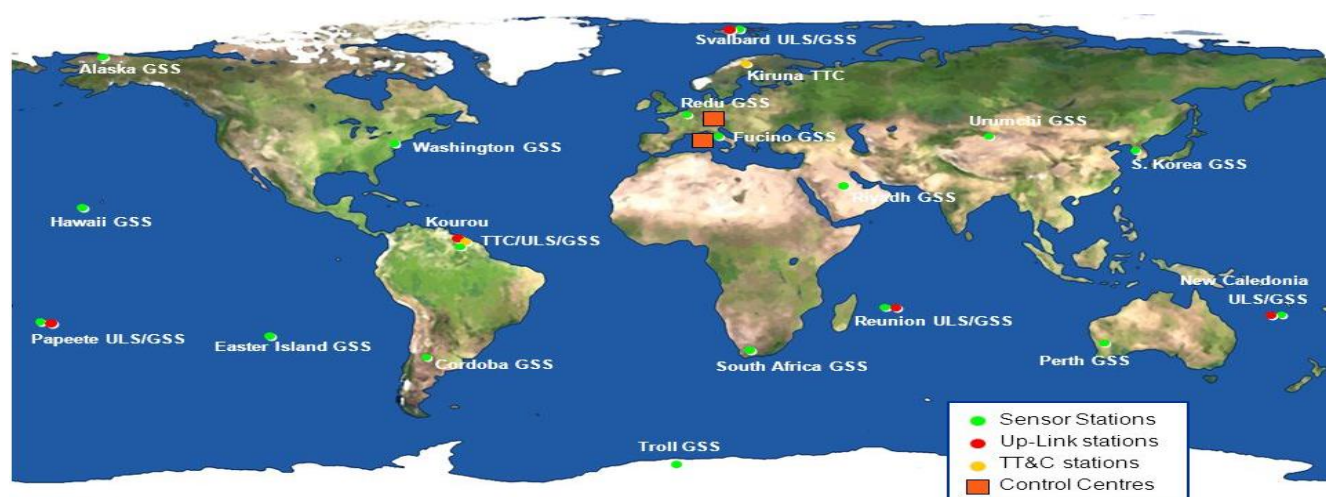 Svalbard ULS/GSS
Alaska GSS
Kiruna TTC
Redu GSS
Urumchi GSS
Fucino GSS
Washington GSS
S. Korea GSS
Riyadh GSS
Hawaii GSS
Kourou
TTC/ULS/GSS
New Caledonia
ULS/GSS
Papeete ULS/GSS
Reunion ULS/GSS
Easter Island GSS
Cordoba GSS
South Africa GSS
Perth GSS
Troll GSS
Sensor Stations
Up-Link stations
TT&C stations
Control Centres